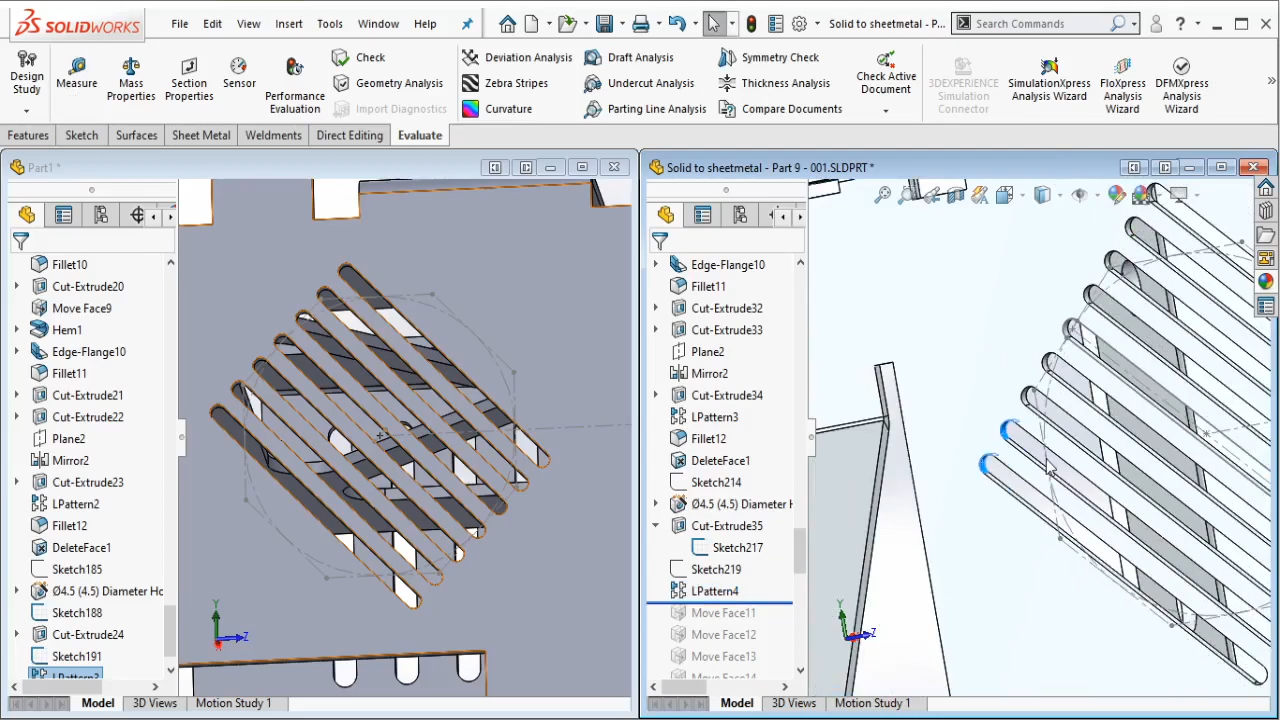 SOLIDWORKS
File Edit View Insert Tools Window Help
Solid to sheetmetal - P...
Search Commands
Design Study
Measure
Mass Properties
Section Properties
Sensor
Performance Evaluation
Check
Geometry Analysis
Import Diagnostics
Deviation Analysis
Zebra Stripes
Curvature
Draft Analysis
Undercut Analysis
Parting Line Analysis
Symmetry Check
Thickness Analysis
Compare Documents
Check Active Document
3DEXPERIENCE Simulation Connector
SimulationXpress Analysis Wizard
FloXpress Analysis Wizard
DFMXpress Analysis Wizard
Features Sketch Surfaces Sheet Metal Weldments Direct Editing Evaluate
Part1 *
Fillet10
Cut-Extrude20
Move Face9
Hem1
Edge-Flange10
Fillet11
Cut-Extrude21
Cut-Extrude22
Plane2
Mirror2
Cut-Extrude23
LPattern2
Fillet12
DeleteFace1
Sketch185
Ø4.5 (4.5) Diameter Ho
Sketch188
Cut-Extrude24
Sketch191
LPattern3
Y
Z
Model 3D Views Motion Study 1
Solid to sheetmetal - Part 9 - 001.SLDPRT *
Edge-Flange10
Fillet11
Cut-Extrude32
Cut-Extrude33
Plane2
Mirror2
Cut-Extrude34
LPattern3
Fillet12
DeleteFace1
Sketch214
Ø4.5 (4.5) Diameter H
Cut-Extrude35
Sketch217
Sketch219
LPattern4
Move Face11
Move Face12
Move Face13
Move Face14
Y
Z
Model 3D Views Motion Study 1